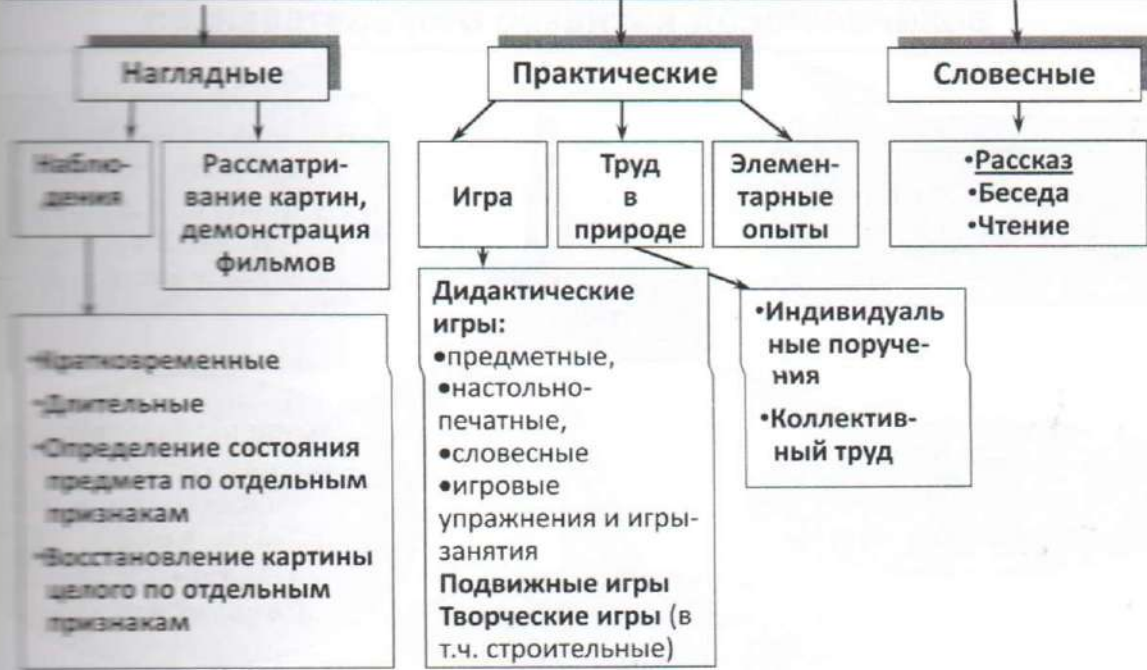 Наглядные
Практические
Словесные
Наблю-
дения
Рассматри-
вание картин,
демонстрация
фильмов
Игра
Труд
в
природе
Элемен-
тарные
опыты
•Рассказ
•Беседа
•Чтение
•Кратковременные
•Длительные
•Определение состояния
предмета по отдельным
признакам
•Восстановление картины
целого по отдельным
признакам
Дидактические
игры:
•предметные,
•настольно-
печатные,
•словесные
•игровые
упражнения и игры-
занятия
Подвижные игры
Творческие игры (в
т.ч. строительные)
•Индивидуаль
ные поруче-
ния
•Коллектив-
ный труд